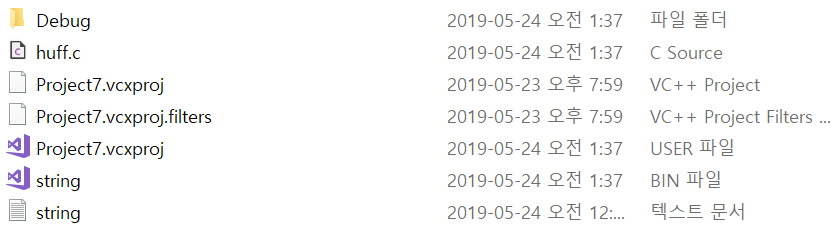 Debug 2019-05-24 오전 1:37 파일 폴더
huff.c 2019-05-24 오전 1:37 C Source
Project7.vcxproj 2019-05-23 오후 7:59 VC++ Project
Project7.vcxproj.filters 2019-05-23 오후 7:59 VC++ Project Filters ...
Project7.vcxproj 2019-05-24 오전 1:37 USER 파일
string 2019-05-24 오전 1:37 BIN 파일
string 2019-05-24 오전 12:... 텍스트 문서